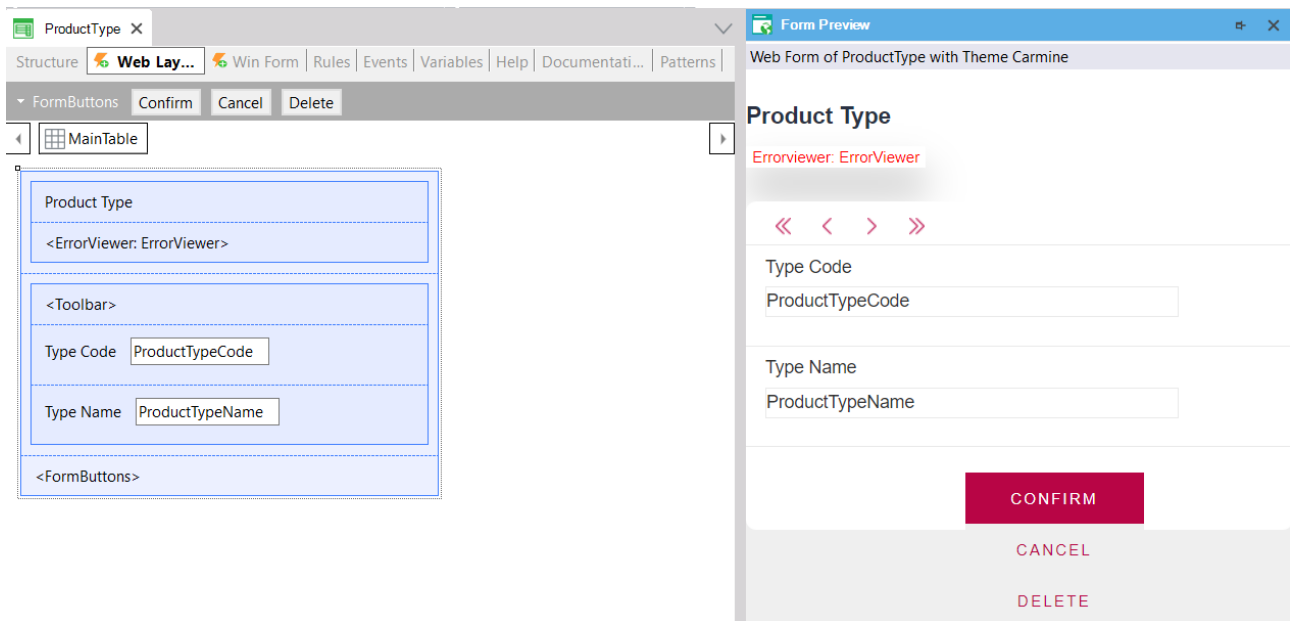 ProductType
Structure Web Lay... Win Form Rules Events Variables Help Documentati... Patterns
FormButtons Confirm Cancel Delete
MainTable
Product Type
<ErrorViewer: ErrorViewer>
<Toolbar>
Type Code ProductTypeCode
Type Name ProductTypeName
<FormButtons>
Form Preview
Web Form of ProductType with Theme Carmine
Product Type
Errorviewer: ErrorViewer
Type Code
ProductTypeCode
Type Name
ProductTypeName
CONFIRM
CANCEL
DELETE